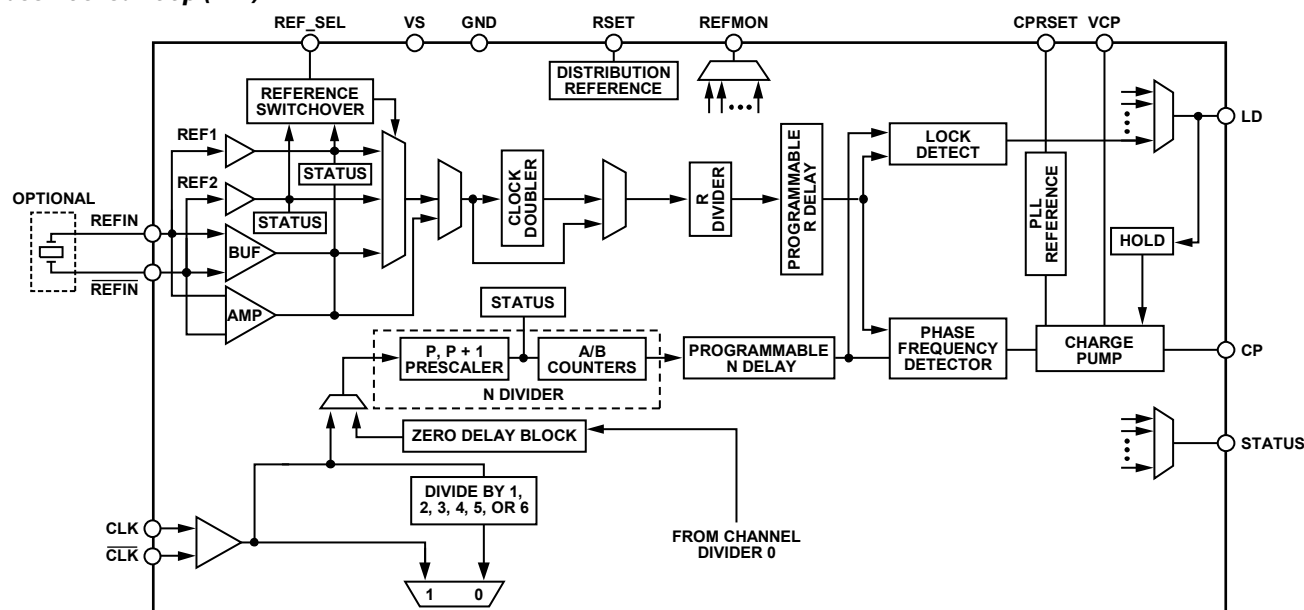 REF_SEL
VS
GND
RSET
REFMON
CPRSET
VCP
REFERENCE
SWITCHOVER
DISTRIBUTION
REFERENCE
REF1
STATUS
REF2
STATUS
OPTIONAL
REFIN
REFIN
BUF
AMP
CLOCK
DOUBLER
R
DIVIDER
PROGRAMMABLE
R DELAY
LOCK
DETECT
PLL
REFERENCE
LD
HOLD
STATUS
P, P + 1
PRESCALER
A/B
COUNTERS
N DIVIDER
PROGRAMMABLE
N DELAY
PHASE
FREQUENCY
DETECTOR
CHARGE
PUMP
CP
ZERO DELAY BLOCK
STATUS
DIVIDE BY 1,
2, 3, 4, 5, OR 6
CLK
CLK
FROM CHANNEL
DIVIDER 0
1 0